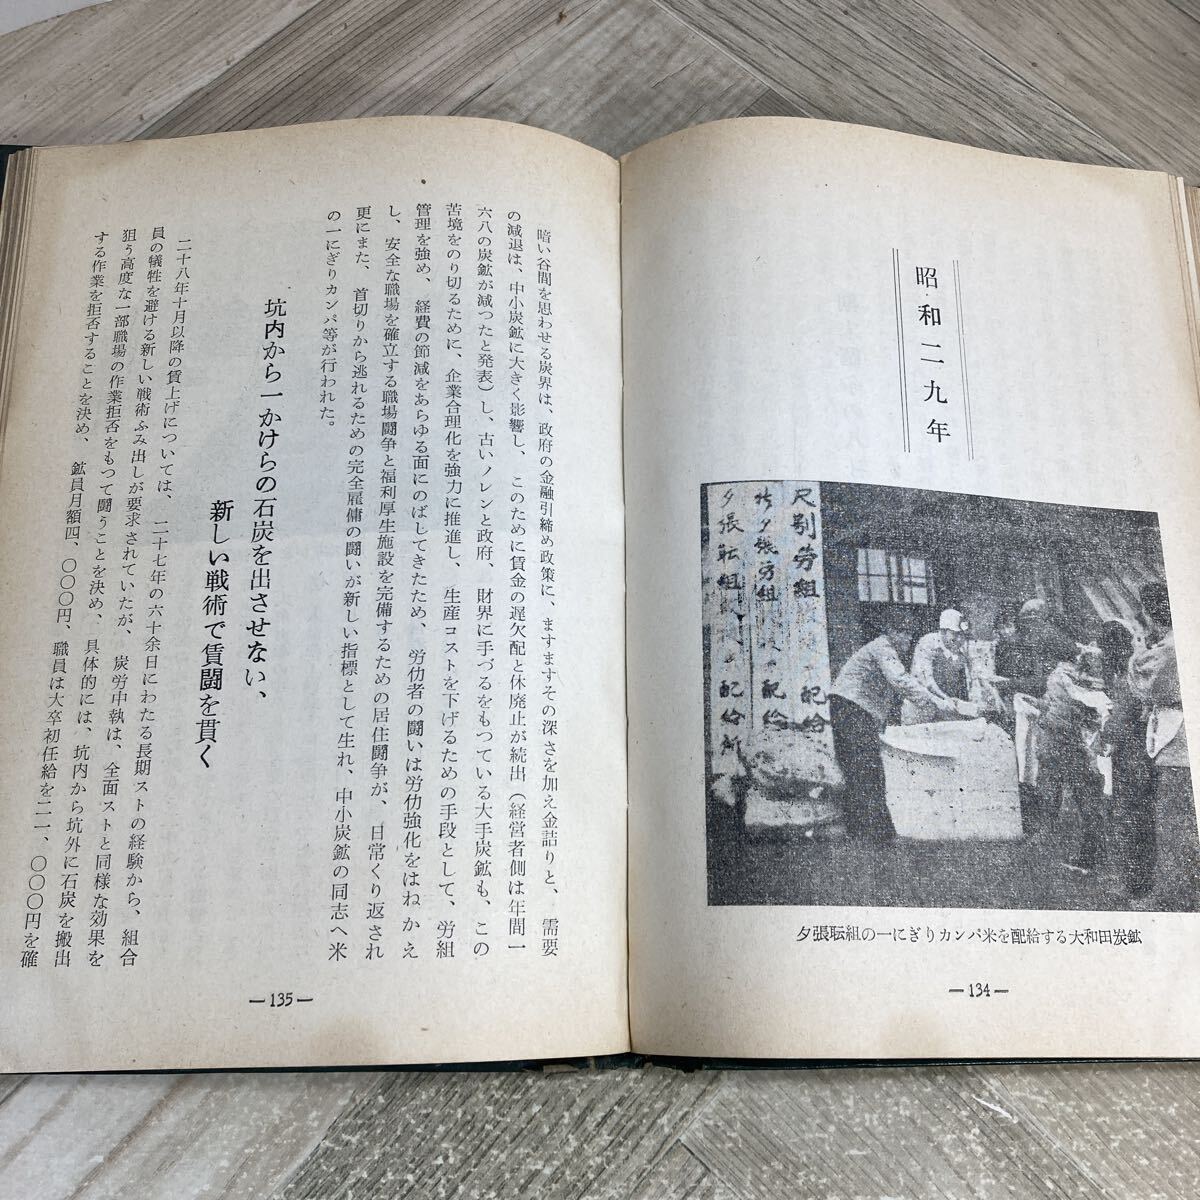 昭和二九年
尺別労組 配給
夕張労組 配給
夕張聀組 配給所
夕張聀組の一にぎりカンパ米を配給する大和田炭鉱
—134—
暗い谷間を思わせる炭界は、政府の金融引締め政策に、ますますその深さを加え金詰りと、需要
の減退は、中小炭鉱に大きく影響し、このために賃金の遅欠配と休廃止が続出（経営者側は年間一
六八の炭鉱が減つたと発表）し、古いノレンと政府、財界に手づるをもつている大手炭鉱も、この
苦境をのり切るために、企業合理化を強力に推進し、生産コストを下げるための手段として、労組
管理を強め、経費の節減をあらゆる面にのばしてきたため、労仂者の闘いは労仂強化をはねかえ
し、安全な職場を確立する職場闘争と福利厚生施設を完備するための居住闘争が、日常くり返され
更にまた、首切りから逃れるための完全雇傭の闘いが新しい指標として生れ、中小炭鉱の同志へ米
の一にぎりカンパ等が行われた。
坑内から一かけらの石炭を出させない、
新しい戦術で賃闘を貫く
二十八年十月以降の賃上げについては、二十七年の六十余日にわたる長期ストの経験から、組合
員の犠牲を避ける新しい戦術ふみ出しが要求されていたが、炭労中執は、全面ストと同様な効果を
狙う高度な一部職場の作業拒否をもつて闘うことを決め、具体的には、坑内から坑外に石炭を搬出
する作業を拒否することを決め、鉱員月額四、〇〇〇円、職員は大卒初任給を二一、〇〇〇円を確
—135—